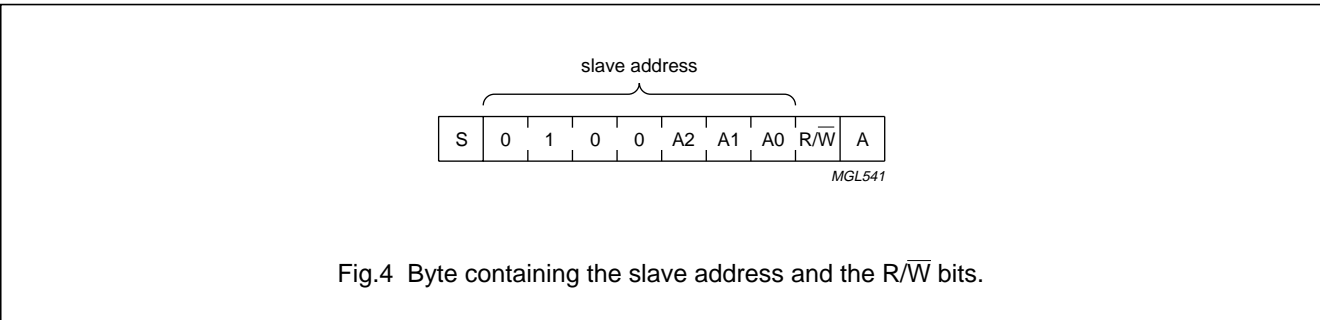 slave address
S 0 1 0 0 A2 A1 A0 R/W̅ A
MGL541
Fig.4 Byte containing the slave address and the R/W̅ bits.